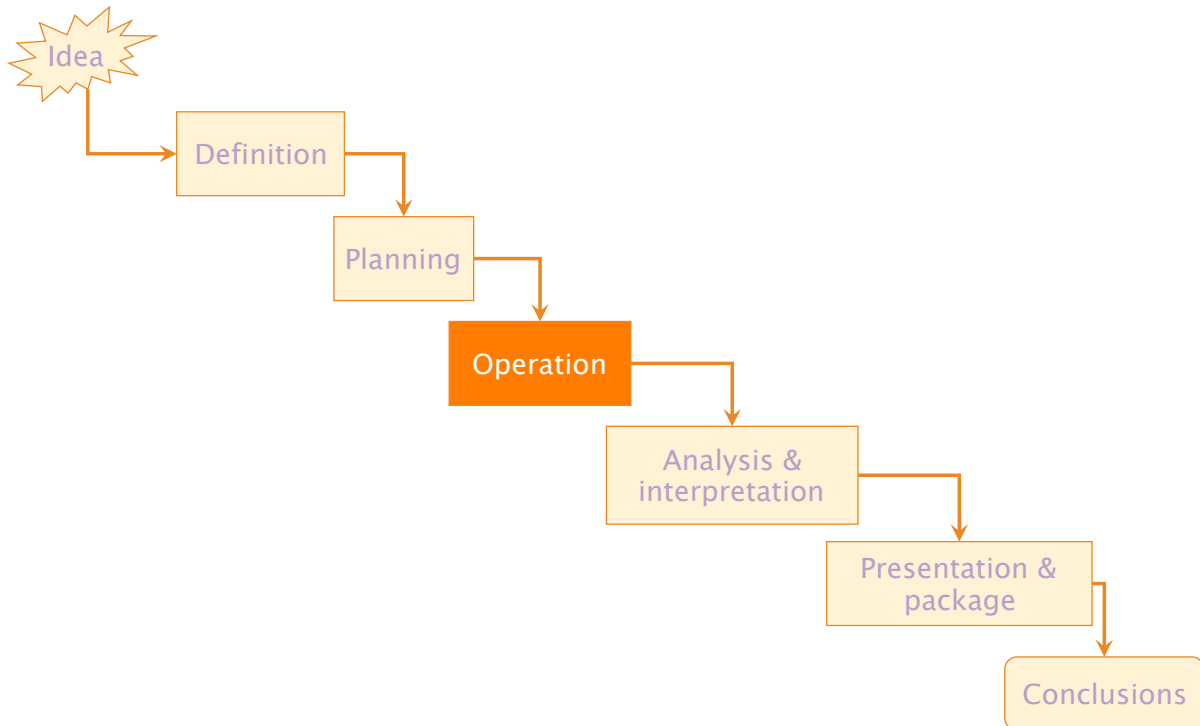 Idea
Definition
Planning
Operation
Analysis &
interpretation
Presentation &
package
Conclusions